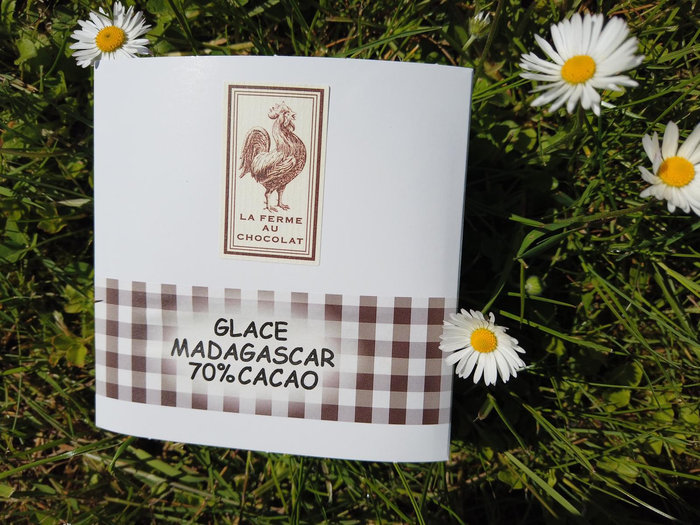 LA FERME
AU
CHOCOLAT
GLACE
MADAGASCAR
70% CACAO